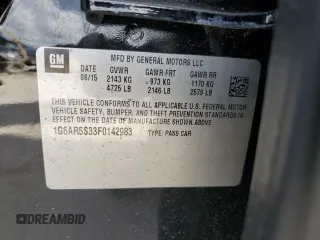 GM
MFD BY GENERAL MOTORS LLC
DATE GVWR GAWR FRT GAWR RR
06/15 2143 KG 973 KG 1170 KG
4725 LB 2146 LB 2579 LB
THIS VEHICLE CONFORMS TO ALL APPLICABLE U.S. FEDERAL MOTOR
VEHICLE SAFETY, BUMPER, AND THEFT PREVENTION STANDARDS IN
EFFECT ON THE DATE OF MANUFACTURE SHOWN ABOVE.
1G6AR5S33F0142983 TYPE: PASS CAR
DREAMBID